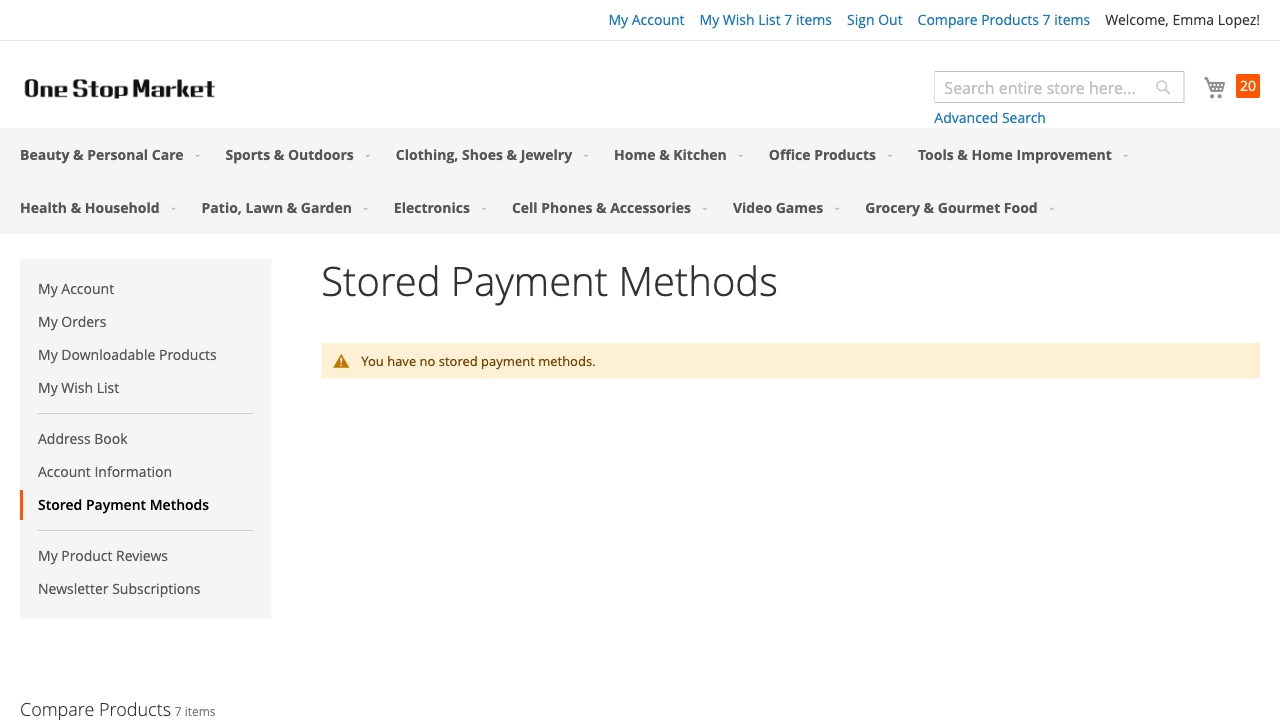 My Account My Wish List 7 items Sign Out Compare Products 7 items Welcome, Emma Lopez!
One Stop Market
Search entire store here...
20
Advanced Search
Beauty & Personal Care Sports & Outdoors Clothing, Shoes & Jewelry Home & Kitchen Office Products Tools & Home Improvement
Health & Household Patio, Lawn & Garden Electronics Cell Phones & Accessories Video Games Grocery & Gourmet Food
My Account
My Orders
My Downloadable Products
My Wish List
Address Book
Account Information
Stored Payment Methods
My Product Reviews
Newsletter Subscriptions
Stored Payment Methods
You have no stored payment methods.
Compare Products 7 items